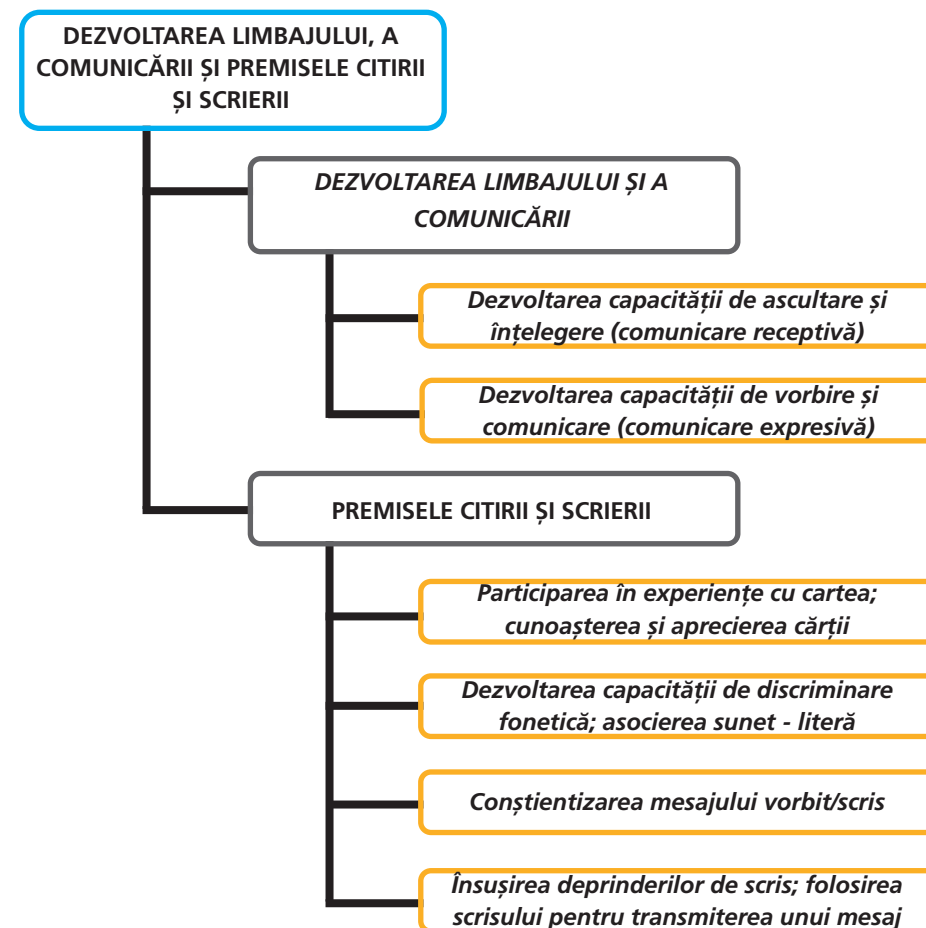 DEZVOLTAREA LIMBAJULUI, A
COMUNICĂRII ȘI PREMISELE CITIRII
ȘI SCRIERII
DEZVOLTAREA LIMBAJULUI ȘI A
COMUNICĂRII
Dezvoltarea capacității de ascultare și
înțelegere (comunicare receptivă)
Dezvoltarea capacității de vorbire și
comunicare (comunicare expresivă)
PREMISELE CITIRII ȘI SCRIERII
Participarea în experiențe cu cartea;
cunoașterea și aprecierea cărții
Dezvoltarea capacității de discriminare
fonetică; asocierea sunet - literă
Conștientizarea mesajului vorbit/scris
Însușirea deprinderilor de scris; folosirea
scrisului pentru transmiterea unui mesaj